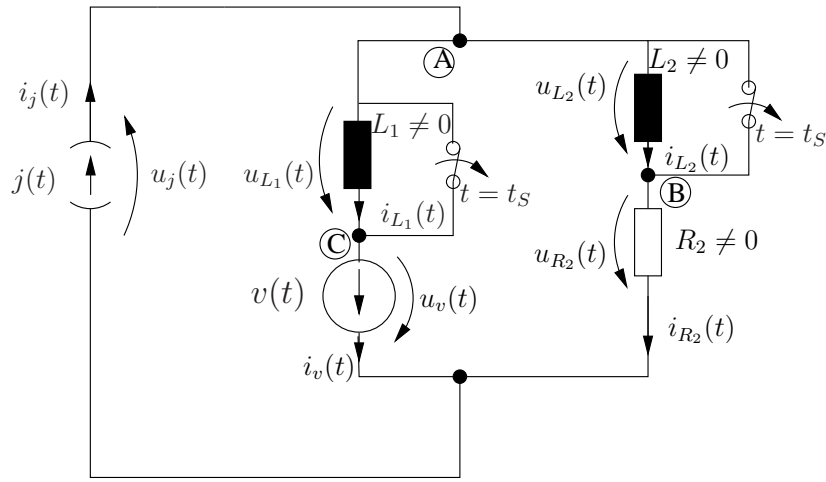 A
i_j(t)
L_2 ≠ 0
u_{L_2}(t)
L_1 ≠ 0
t = t_S
j(t)
u_j(t)
u_{L_1}(t)
i_{L_2}(t)
B
t = t_S
i_{L_1}(t)
C
u_{R_2}(t)
R_2 ≠ 0
v(t)
u_v(t)
i_{R_2}(t)
i_v(t)